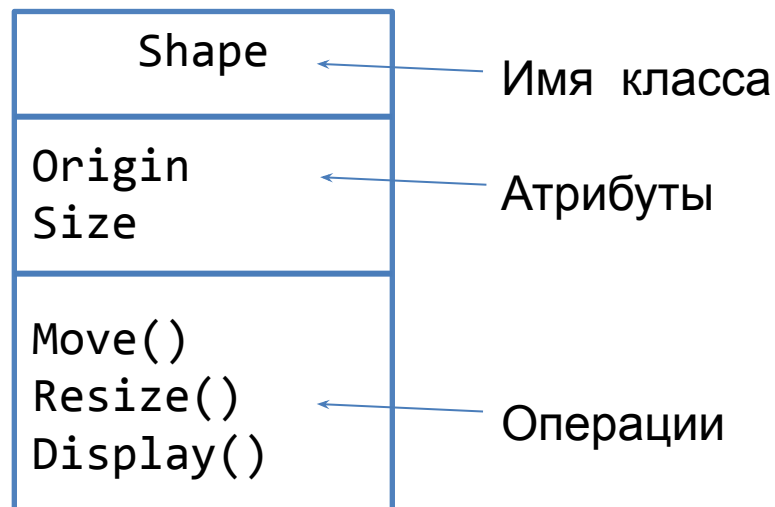 Shape
Имя класса
Origin
Size
Атрибуты
Move()
Resize()
Display()
Операции